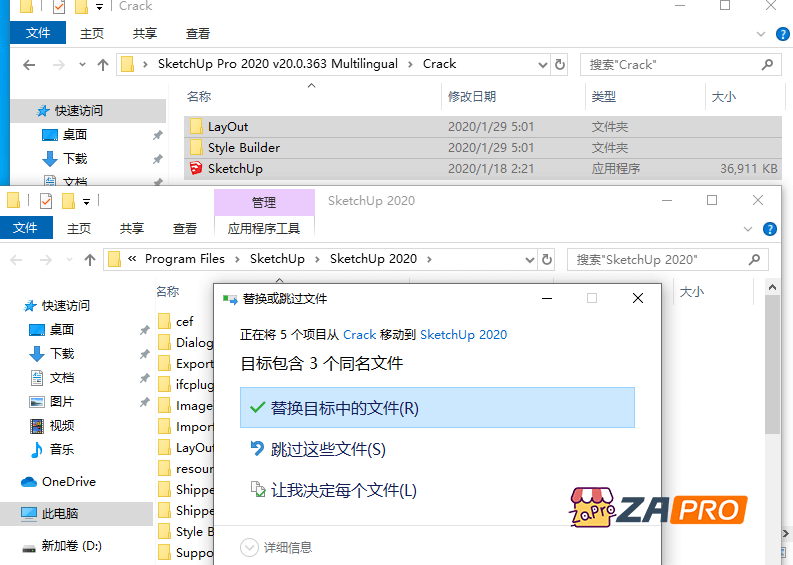 Crack
文件 主页 共享 查看
SketchUp Pro 2020 v20.0.363 Multilingual Crack 搜索"Crack"
名称 修改日期 类型 大小
快速访问
桌面
下载
文档
LayOut 2020/1/29 5:01 文件夹
Style Builder 2020/1/29 5:01 文件夹
SketchUp 2020/1/18 2:21 应用程序 36,911 KB
管理 SketchUp 2020
文件 主页 共享 查看 应用程序工具
« Program Files SketchUp SketchUp 2020 搜索"SketchUp 2020"
名称 大小
快速访问
桌面
下载
文档
图片
视频
音乐
OneDrive
此电脑
新加卷 (D:)
cef
Dialog
Export
ifcplug
Image
Import
LayOut
resour
Shippe
Shippe
Style B
Suppo
替换或跳过文件
正在将 5 个项目从 Crack 移动到 SketchUp 2020
目标包含 3 个同名文件
替换目标中的文件(R)
跳过这些文件(S)
让我决定每个文件(L)
详细信息
ZAPRO
ZAPRO